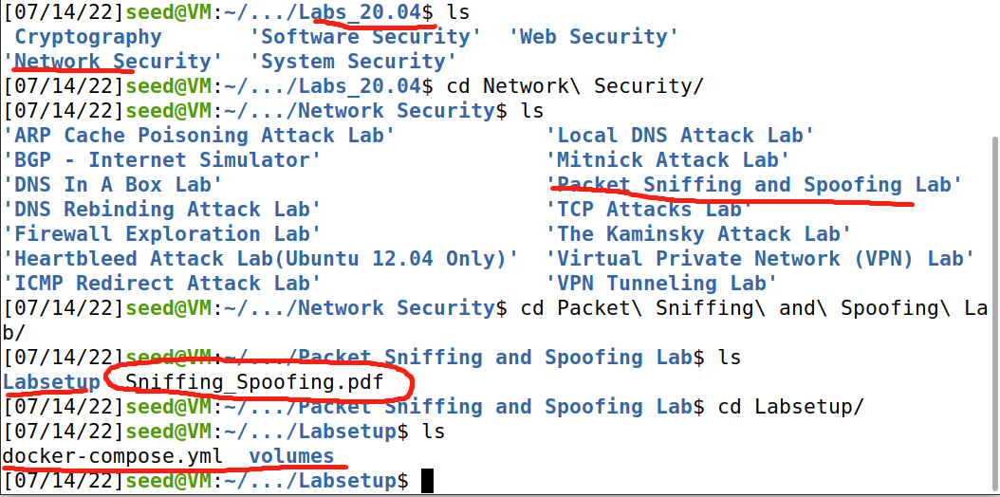 [07/14/22]seed@VM:~/.../Labs_20.04$ ls
 Cryptography       'Software Security'  'Web Security'
'Network Security'  'System Security'
[07/14/22]seed@VM:~/.../Labs_20.04$ cd Network\ Security/
[07/14/22]seed@VM:~/.../Network Security$ ls
'ARP Cache Poisoning Attack Lab'            'Local DNS Attack Lab'
'BGP - Internet Simulator'                  'Mitnick Attack Lab'
'DNS In A Box Lab'                          'Packet Sniffing and Spoofing Lab'
'DNS Rebinding Attack Lab'                  'TCP Attacks Lab'
'Firewall Exploration Lab'                  'The Kaminsky Attack Lab'
'Heartbleed Attack Lab(Ubuntu 12.04 Only)'  'Virtual Private Network (VPN) Lab'
'ICMP Redirect Attack Lab'                  'VPN Tunneling Lab'
[07/14/22]seed@VM:~/.../Network Security$ cd Packet\ Sniffing\ and\ Spoofing\ La
b/
[07/14/22]seed@VM:~/.../Packet Sniffing and Spoofing Lab$ ls
Labsetup  Sniffing_Spoofing.pdf
[07/14/22]seed@VM:~/.../Packet Sniffing and Spoofing Lab$ cd Labsetup/
[07/14/22]seed@VM:~/.../Labsetup$ ls
docker-compose.yml  volumes
[07/14/22]seed@VM:~/.../Labsetup$